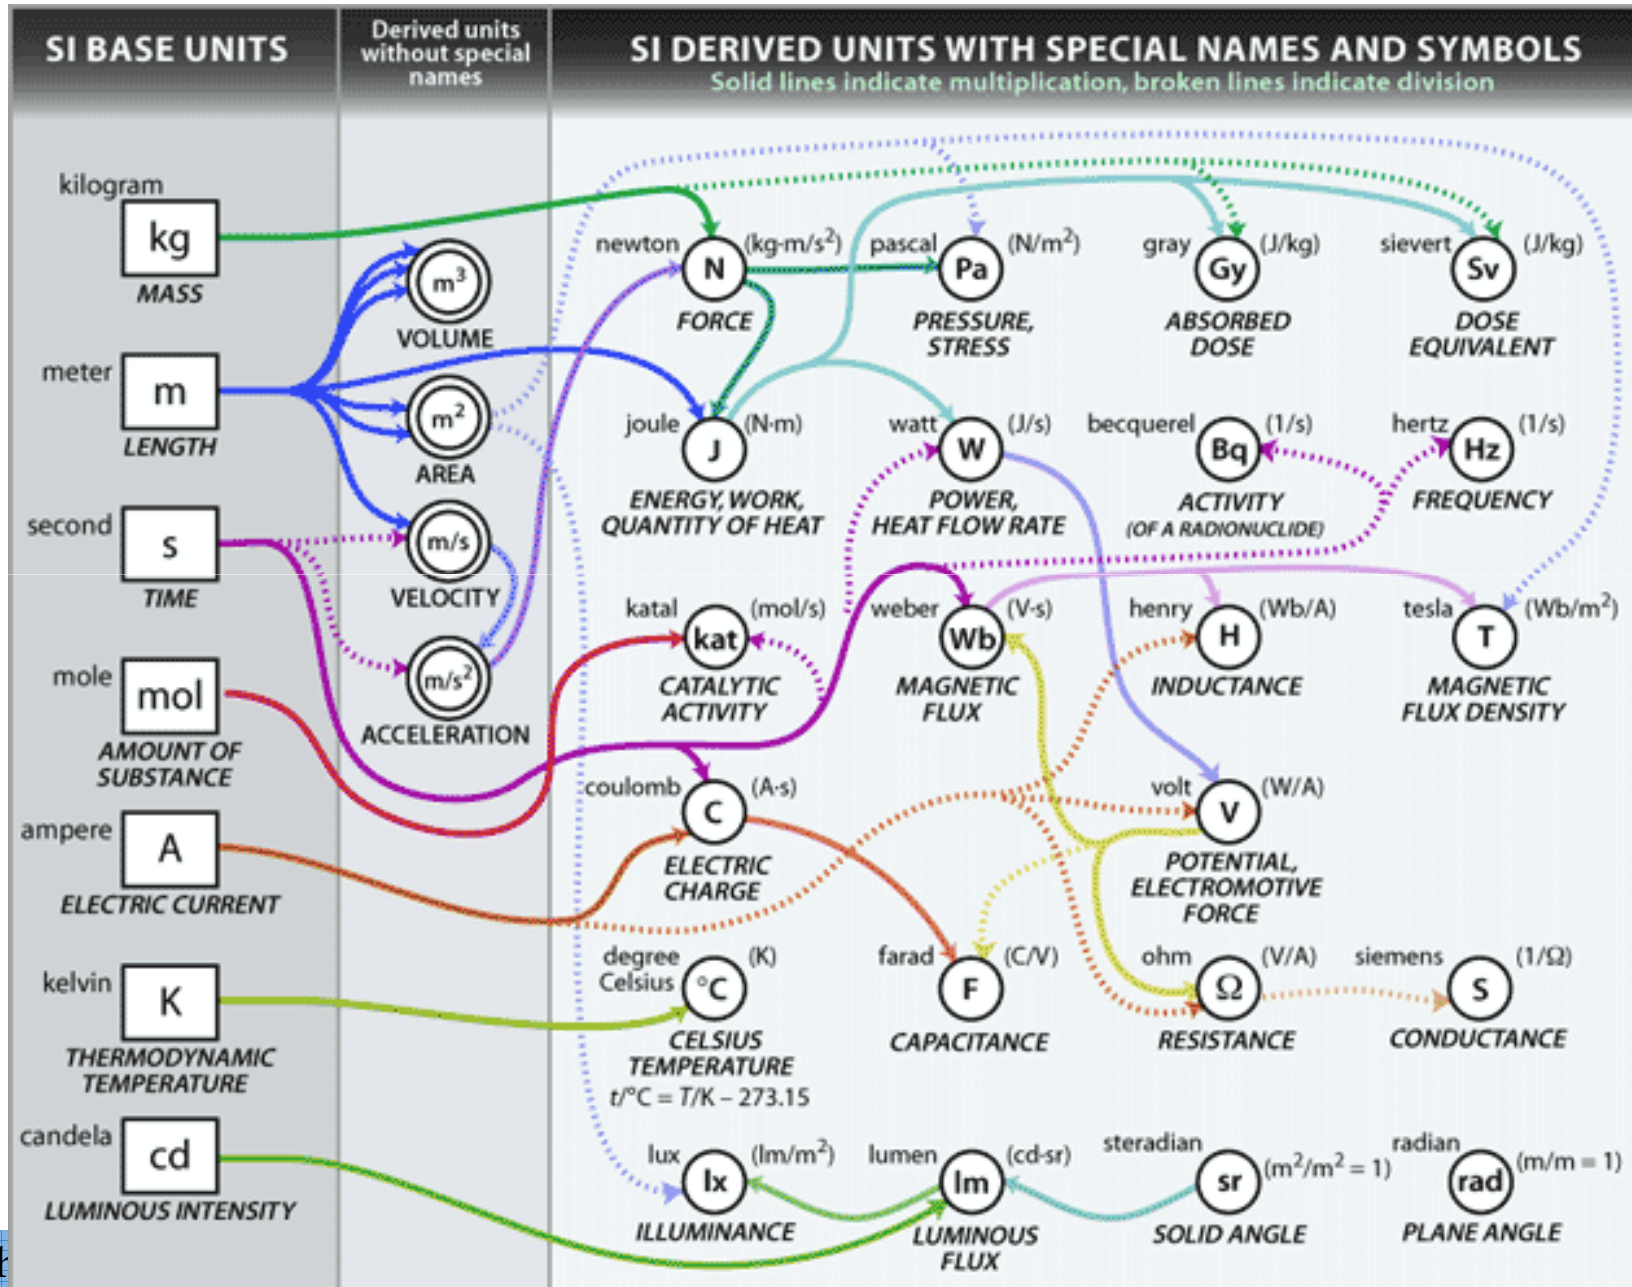 SI BASE UNITS
Derived units
without special
names
SI DERIVED UNITS WITH SPECIAL NAMES AND SYMBOLS
Solid lines indicate multiplication, broken lines indicate division
kilogram
kg
MASS
meter
m
LENGTH
second
s
TIME
mole
mol
AMOUNT OF
SUBSTANCE
ampere
A
ELECTRIC CURRENT
kelvin
K
THERMODYNAMIC
TEMPERATURE
candela
cd
LUMINOUS INTENSITY
m³
VOLUME
m²
AREA
m/s
VELOCITY
m/s²
ACCELERATION
newton
N
(kg·m/s²)
FORCE
pascal
Pa
(N/m²)
PRESSURE,
STRESS
gray
Gy
(J/kg)
ABSORBED
DOSE
sievert
Sv
(J/kg)
DOSE
EQUIVALENT
joule
J
(N·m)
ENERGY, WORK,
QUANTITY OF HEAT
watt
W
(J/s)
POWER,
HEAT FLOW RATE
becquerel
Bq
(1/s)
ACTIVITY
(OF A RADIONUCLIDE)
hertz
Hz
(1/s)
FREQUENCY
katal
kat
(mol/s)
CATALYTIC
ACTIVITY
weber
Wb
(V·s)
MAGNETIC
FLUX
henry
H
(Wb/A)
INDUCTANCE
tesla
T
(Wb/m²)
MAGNETIC
FLUX DENSITY
coulomb
C
(A·s)
ELECTRIC
CHARGE
volt
V
(W/A)
POTENTIAL,
ELECTROMOTIVE
FORCE
degree
Celsius
°C
(K)
CELSIUS
TEMPERATURE
t/°C = T/K – 273.15
farad
F
(C/V)
CAPACITANCE
ohm
Ω
(V/A)
RESISTANCE
siemens
S
(1/Ω)
CONDUCTANCE
lux
lx
(lm/m²)
ILLUMINANCE
lumen
lm
(cd·sr)
LUMINOUS
FLUX
steradian
sr
(m²/m² = 1)
SOLID ANGLE
radian
rad
(m/m = 1)
PLANE ANGLE